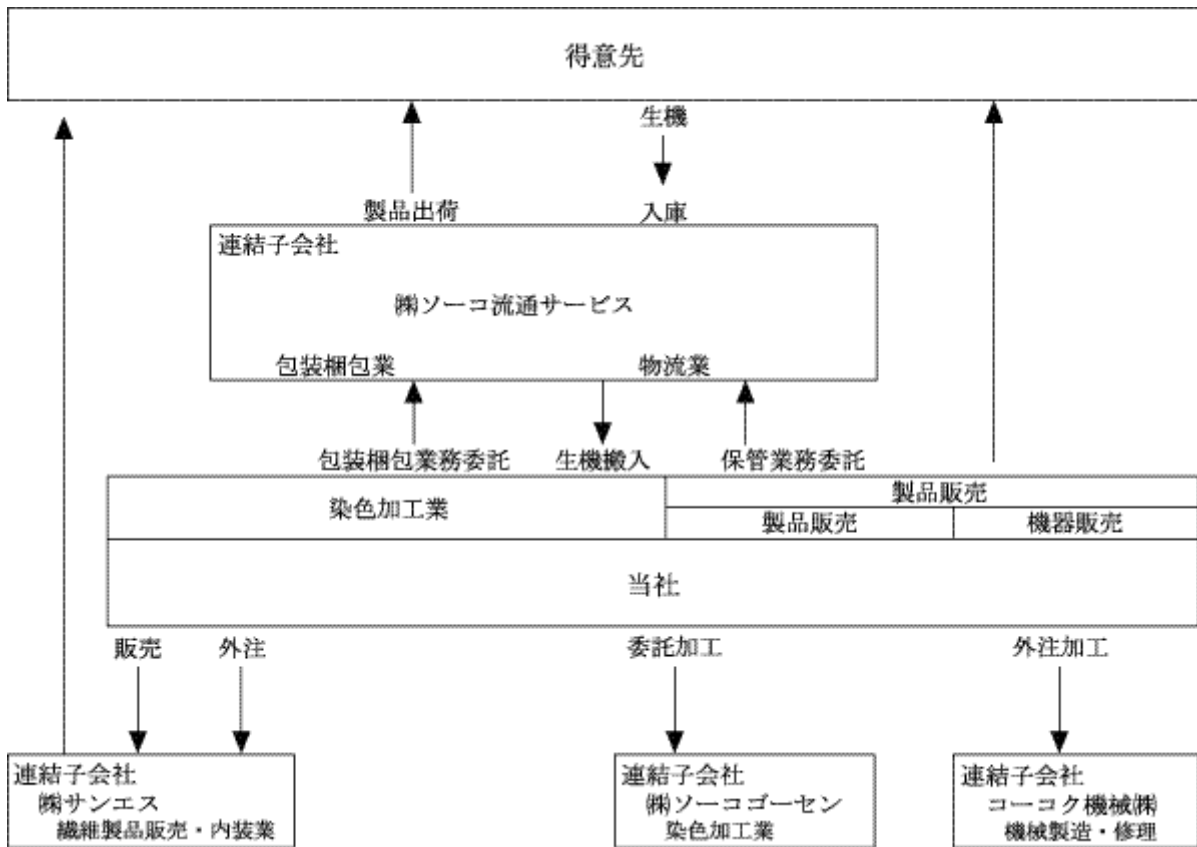 得意先
生機
製品出荷 入庫
連結子会社
㈱ソーコ流通サービス
包装梱包業 物流業
包装梱包業務委託 生機搬入 保管業務委託
染色加工業
製品販売
製品販売 機器販売
当社
販売 外注 委託加工 外注加工
連結子会社
㈱サンエス
繊維製品販売・内装業
連結子会社
㈱ソーコゴーセン
染色加工業
連結子会社
コーコク機械㈱
機械製造・修理